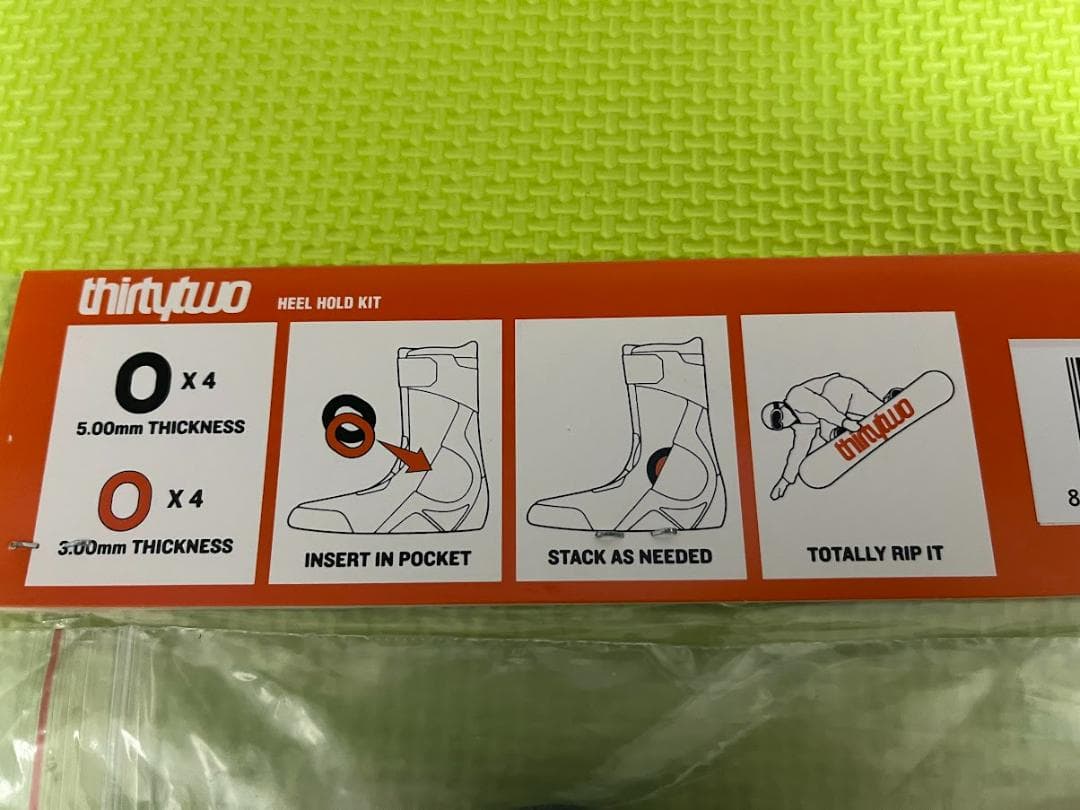 thirtytwo HEEL HOLD KIT
O X 4
5.00mm THICKNESS
O X 4
3.00mm THICKNESS
INSERT IN POCKET
STACK AS NEEDED
thirtytwo
TOTALLY RIP IT
8